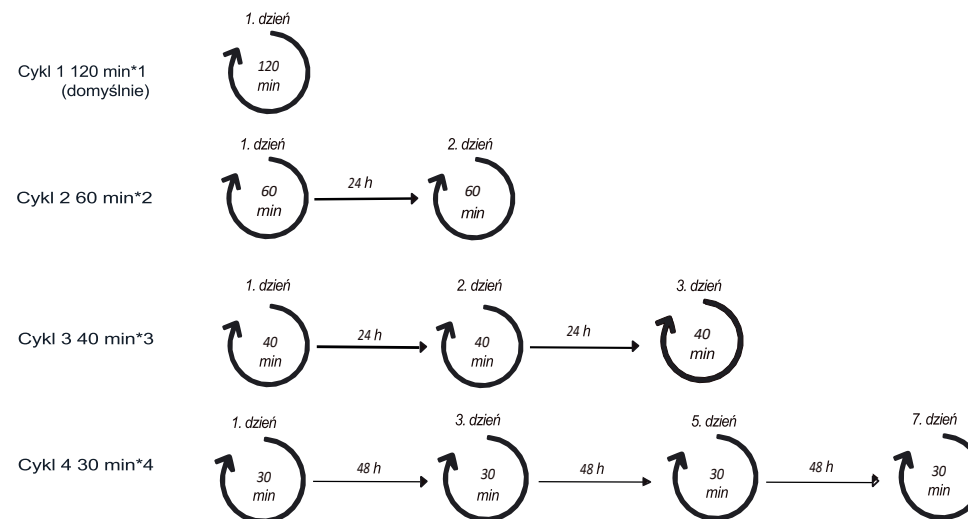 1. dzień
Cykl 1 120 min*1
(domyślnie)
120
min
1. dzień
2. dzień
Cykl 2 60 min*2
60
min
24 h
60
min
1. dzień
2. dzień
3. dzień
Cykl 3 40 min*3
40
min
24 h
40
min
24 h
40
min
1. dzień
3. dzień
5. dzień
7. dzień
Cykl 4 30 min*4
30
min
48 h
30
min
48 h
30
min
48 h
30
min